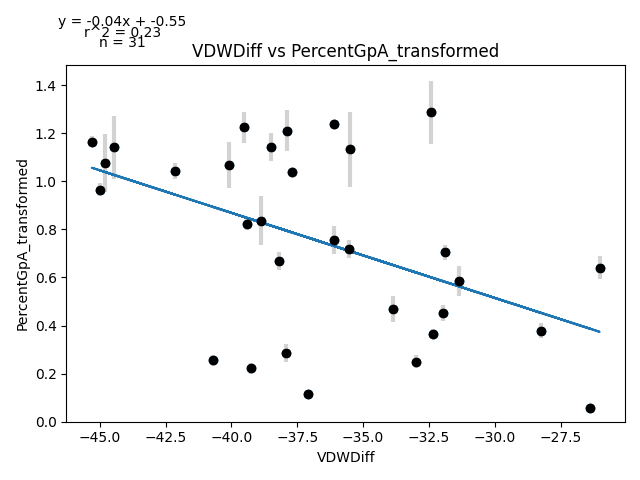 y = -0.04x + -0.55
r^2 = 0.23
n = 31
VDWDiff vs PercentGpA_transformed
PercentGpA_transformed
1.4
1.2
1.0
0.8
0.6
0.4
0.2
0.0
−45.0 −42.5 −40.0 −37.5 −35.0 −32.5 −30.0 −27.5
VDWDiff